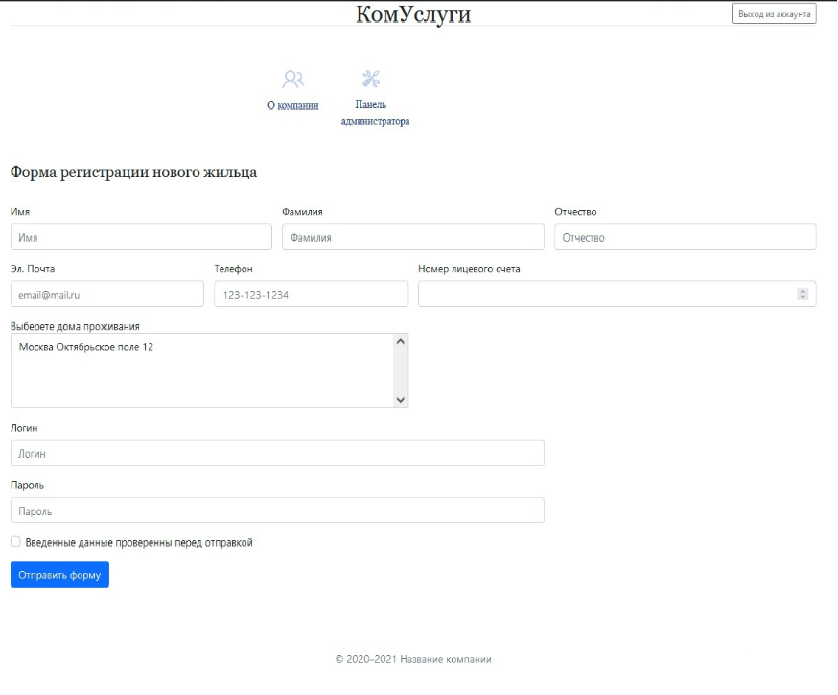 КомУслуги
Выход из аккаунта
О компании
Панель
администратора
Форма регистрации нового жильца
Имя
Фамилия
Отчество
Имя
Фамилия
Отчество
Эл. Почта
Телефон
Номер лицевого счета
email@mail.ru
123-123-1234
Выберете дома проживания
Москва Октябрьское поле 12
Логин
Логин
Пароль
Пароль
Введенные данные проверенны перед отправкой
Отправить форму
© 2020–2021 Название компании